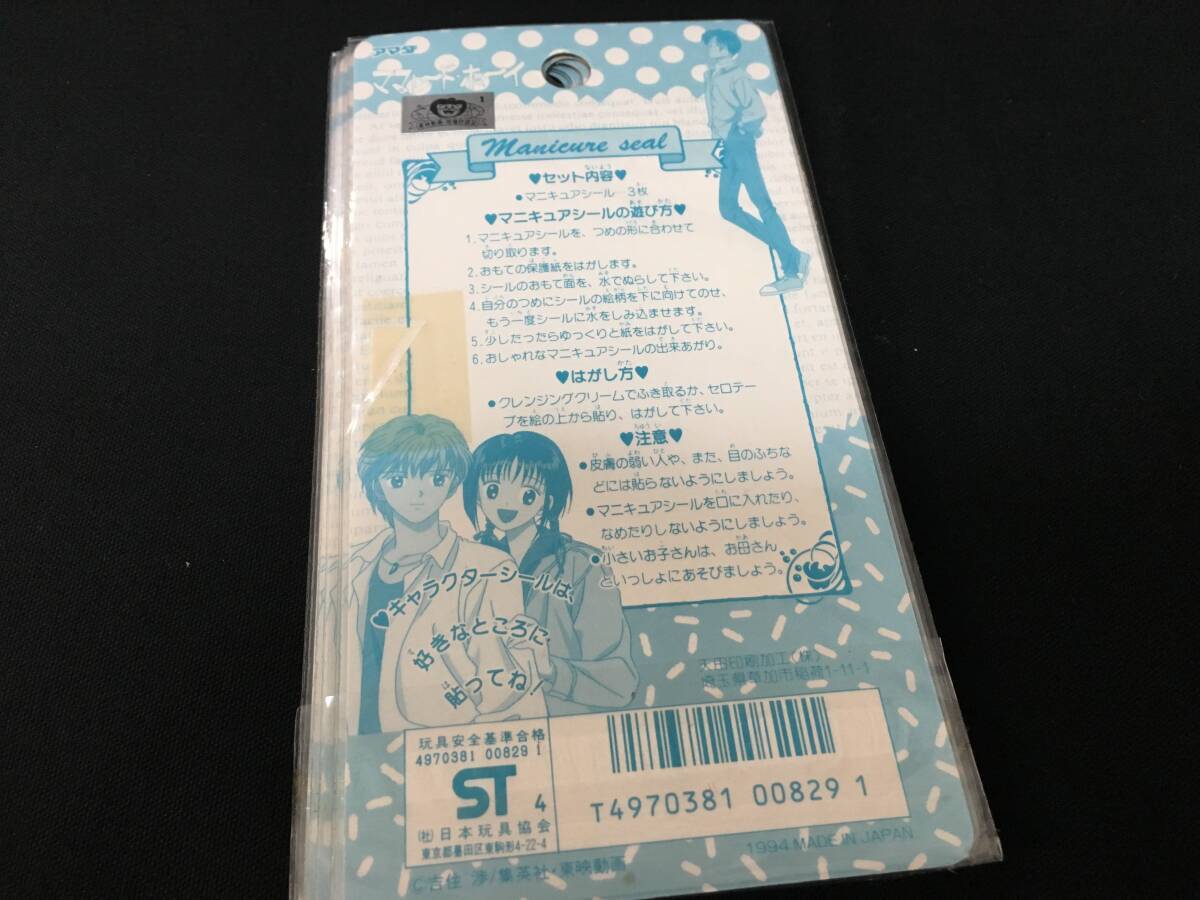 アマダ
ママレード・ボーイ
Manicure seal
♥セット内容♥
●マニキュアシール 3枚
♥マニキュアシールの遊び方♥
1.マニキュアシールを、つめの形に合わせて
切り取ります。
2.おもての保護紙をはがします。
3.シールのおもて面を、水でぬらして下さい。
4.自分のつめにシールの絵柄を下に向けてのせ、
もう一度シールに水をしみ込ませます。
5.少したったらゆっくりと紙をはがして下さい。
6.おしゃれなマニキュアシールの出来あがり。
♥はがし方♥
●クレンジングクリームでふき取るか、セロテー
プを絵の上から貼り、はがして下さい。
♥注意♥
●皮膚の弱い人や、また、目のふちな
どには貼らないようにしましょう。
●マニキュアシールを口に入れたり、
なめたりしないようにしましょう。
●小さいお子さんは、お母さん
といっしょにあそびましょう。
♡キャラクターシールは、
好きなところに
貼ってね!
印刷加工(株)
埼玉県草加市稲荷1-11-1
玩具安全基準合格
4970381 00829 1
ST 4
(社)日本玩具協会
東京都墨田区東駒形4-22-4
T4970381 00829 1
1994 MADE IN JAPAN
©吉住 渉/集英社・東映動画